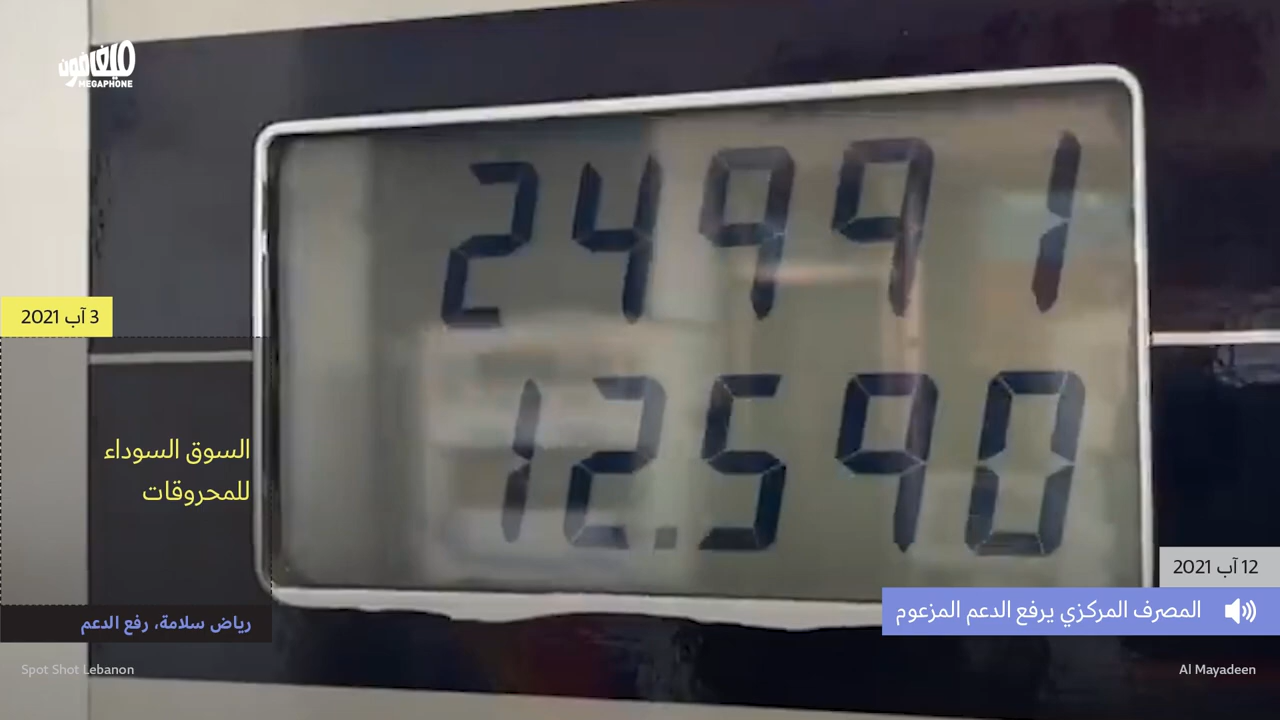 ميغافون
MEGAPHONE
24991
12.590
3 آب 2021
السوق السوداء
للمحروقات
رياض سلامة، رفع الدعم
12 آب 2021
المصرف المركزي يرفع الدعم المزعوم
Spot Shot Lebanon
Al Mayadeen